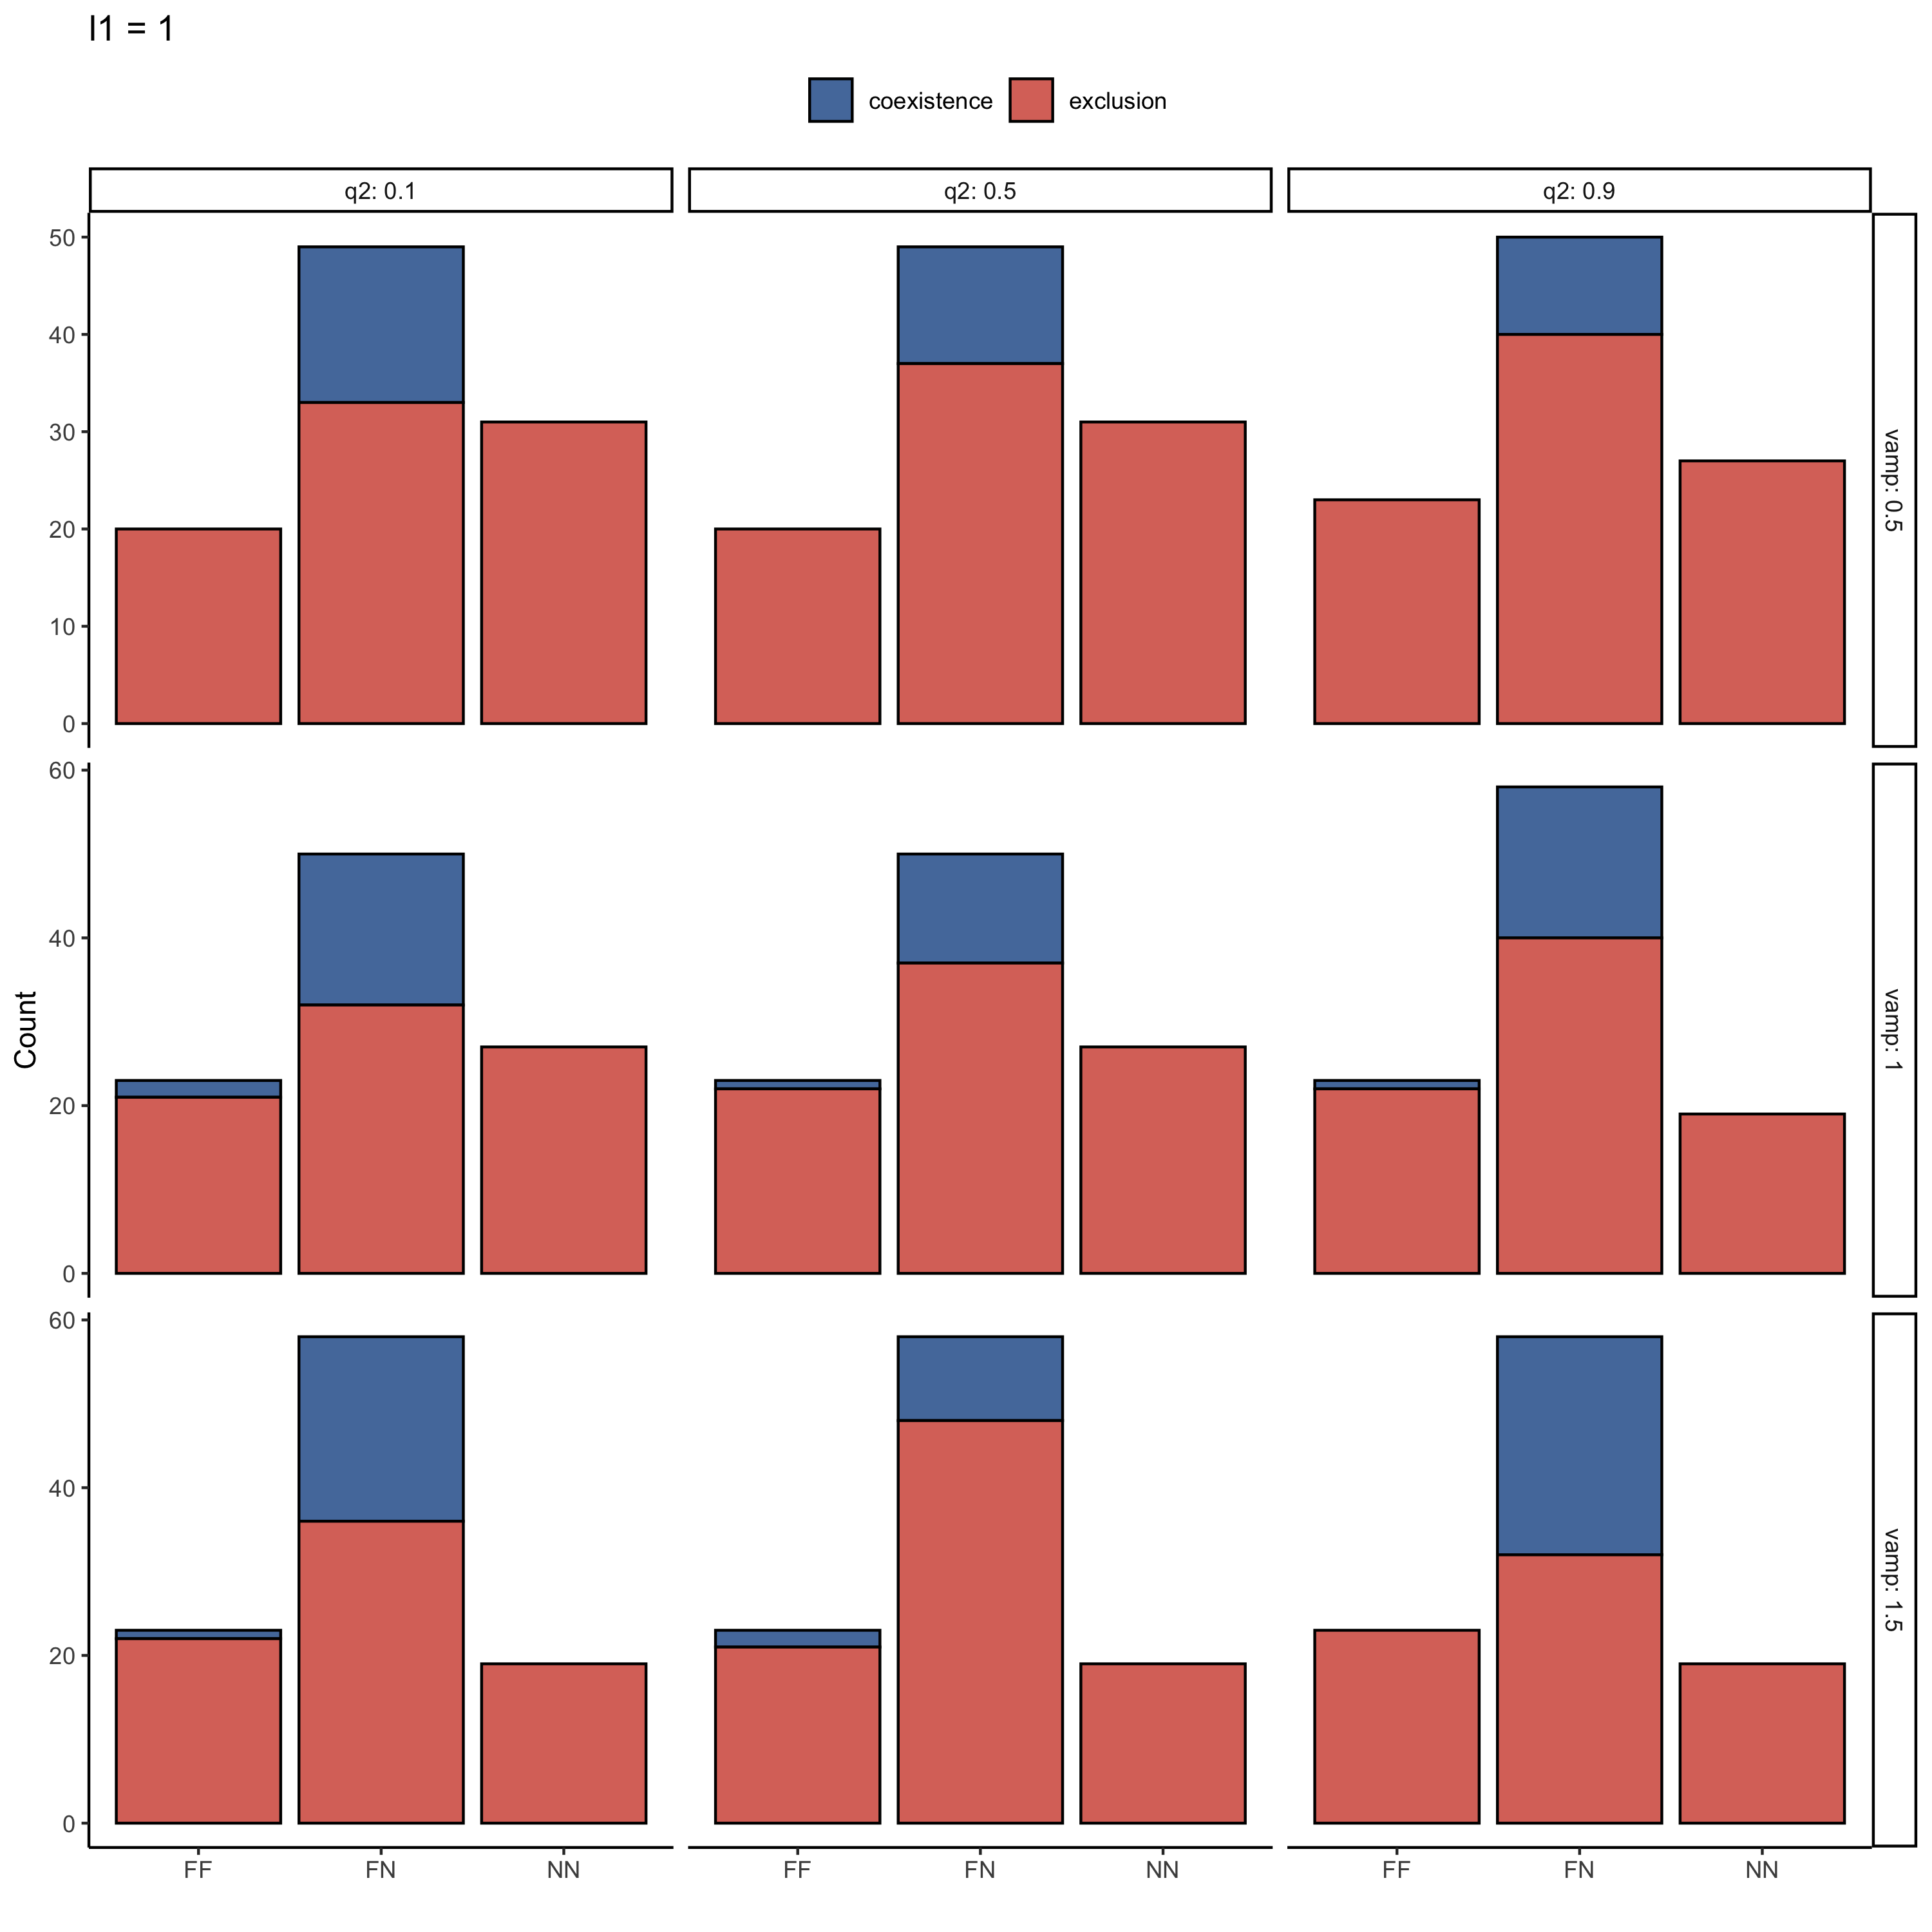 l1 = 1
coexistence exclusion
q2: 0.1 q2: 0.5 q2: 0.9
50
40
30
20
10
0
vamp: 0.5
60
40
20
0
vamp: 1
Count
60
40
20
0
vamp: 1.5
FF FN NN FF FN NN FF FN NN